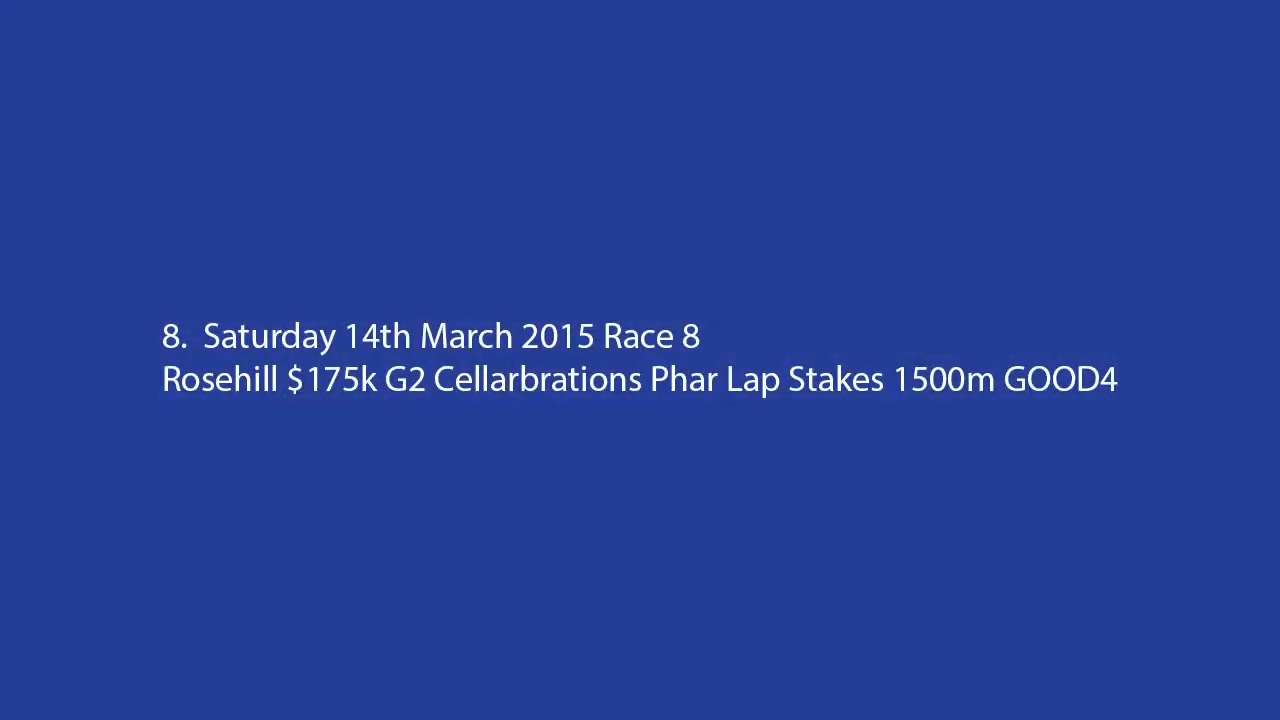 8.  Saturday 14th March 2015 Race 8
Rosehill $175k G2 Cellarbrations Phar Lap Stakes 1500m GOOD4